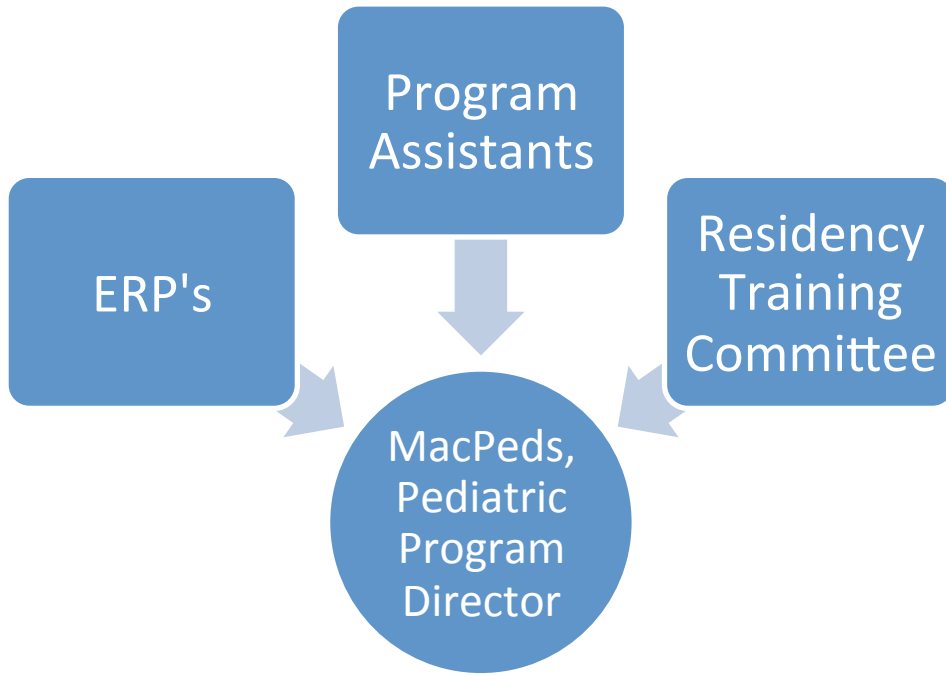 Program
Assistants
ERP's
Residency
Training
Committee
MacPeds,
Pediatric
Program
Director